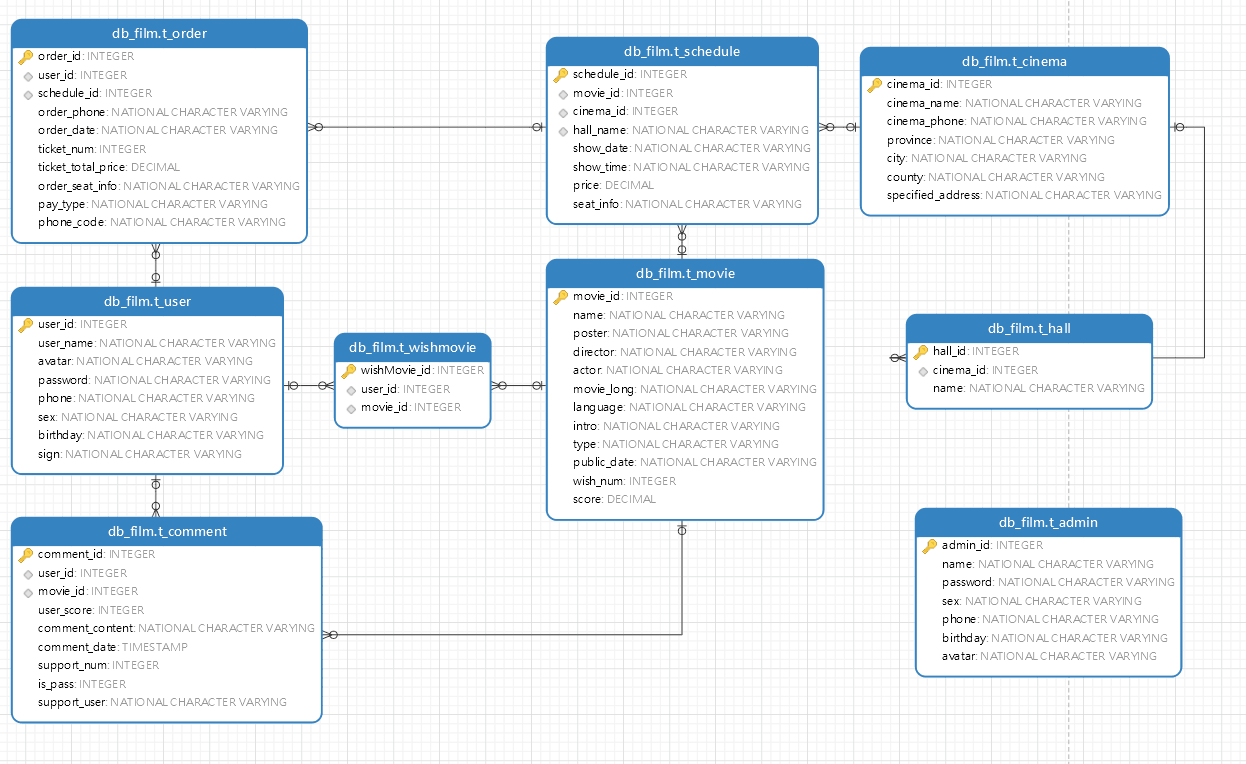 db_film.t_order
order_id: INTEGER
user_id: INTEGER
schedule_id: INTEGER
order_phone: NATIONAL CHARACTER VARYING
order_date: NATIONAL CHARACTER VARYING
ticket_num: INTEGER
ticket_total_price: DECIMAL
order_seat_info: NATIONAL CHARACTER VARYING
pay_type: NATIONAL CHARACTER VARYING
phone_code: NATIONAL CHARACTER VARYING
db_film.t_schedule
schedule_id: INTEGER
movie_id: INTEGER
cinema_id: INTEGER
hall_name: NATIONAL CHARACTER VARYING
show_date: NATIONAL CHARACTER VARYING
show_time: NATIONAL CHARACTER VARYING
price: DECIMAL
seat_info: NATIONAL CHARACTER VARYING
db_film.t_cinema
cinema_id: INTEGER
cinema_name: NATIONAL CHARACTER VARYING
cinema_phone: NATIONAL CHARACTER VARYING
province: NATIONAL CHARACTER VARYING
city: NATIONAL CHARACTER VARYING
county: NATIONAL CHARACTER VARYING
specified_address: NATIONAL CHARACTER VARYING
db_film.t_user
user_id: INTEGER
user_name: NATIONAL CHARACTER VARYING
avatar: NATIONAL CHARACTER VARYING
password: NATIONAL CHARACTER VARYING
phone: NATIONAL CHARACTER VARYING
sex: NATIONAL CHARACTER VARYING
birthday: NATIONAL CHARACTER VARYING
sign: NATIONAL CHARACTER VARYING
db_film.t_wishmovie
wishMovie_id: INTEGER
user_id: INTEGER
movie_id: INTEGER
db_film.t_movie
movie_id: INTEGER
name: NATIONAL CHARACTER VARYING
poster: NATIONAL CHARACTER VARYING
director: NATIONAL CHARACTER VARYING
actor: NATIONAL CHARACTER VARYING
movie_long: NATIONAL CHARACTER VARYING
language: NATIONAL CHARACTER VARYING
intro: NATIONAL CHARACTER VARYING
type: NATIONAL CHARACTER VARYING
public_date: NATIONAL CHARACTER VARYING
wish_num: INTEGER
score: DECIMAL
db_film.t_hall
hall_id: INTEGER
cinema_id: INTEGER
name: NATIONAL CHARACTER VARYING
db_film.t_comment
comment_id: INTEGER
user_id: INTEGER
movie_id: INTEGER
user_score: INTEGER
comment_content: NATIONAL CHARACTER VARYING
comment_date: TIMESTAMP
support_num: INTEGER
is_pass: INTEGER
support_user: NATIONAL CHARACTER VARYING
db_film.t_admin
admin_id: INTEGER
name: NATIONAL CHARACTER VARYING
password: NATIONAL CHARACTER VARYING
sex: NATIONAL CHARACTER VARYING
phone: NATIONAL CHARACTER VARYING
birthday: NATIONAL CHARACTER VARYING
avatar: NATIONAL CHARACTER VARYING